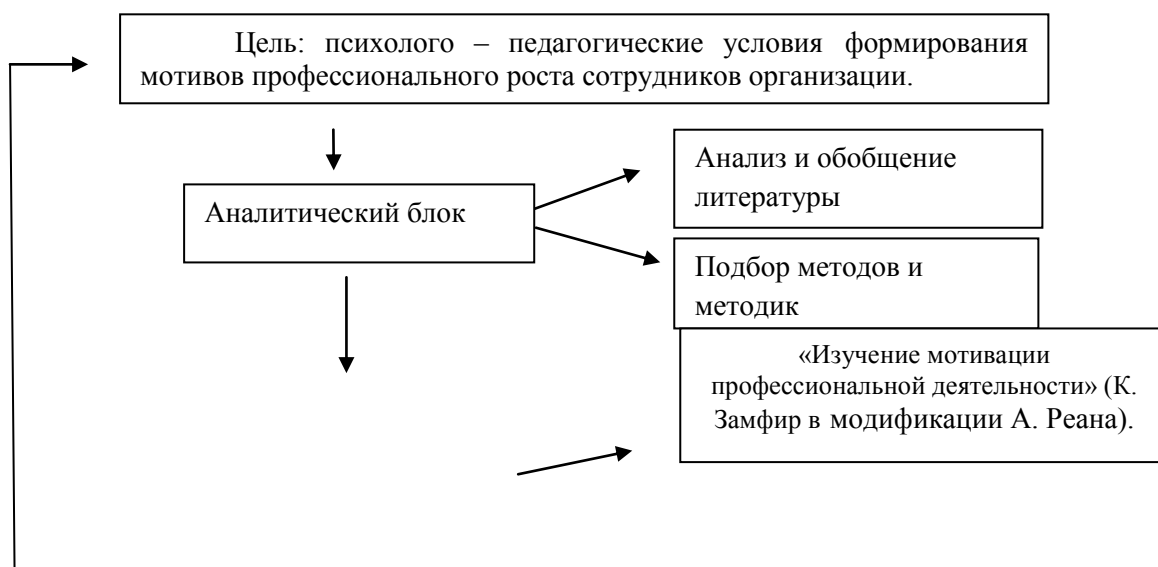 Цель: психолого – педагогические условия формирования
мотивов профессионального роста сотрудников организации.
Аналитический блок
Анализ и обобщение
литературы
Подбор методов и
методик
«Изучение мотивации
профессиональной деятельности» (К.
Замфир в модификации А. Реана).